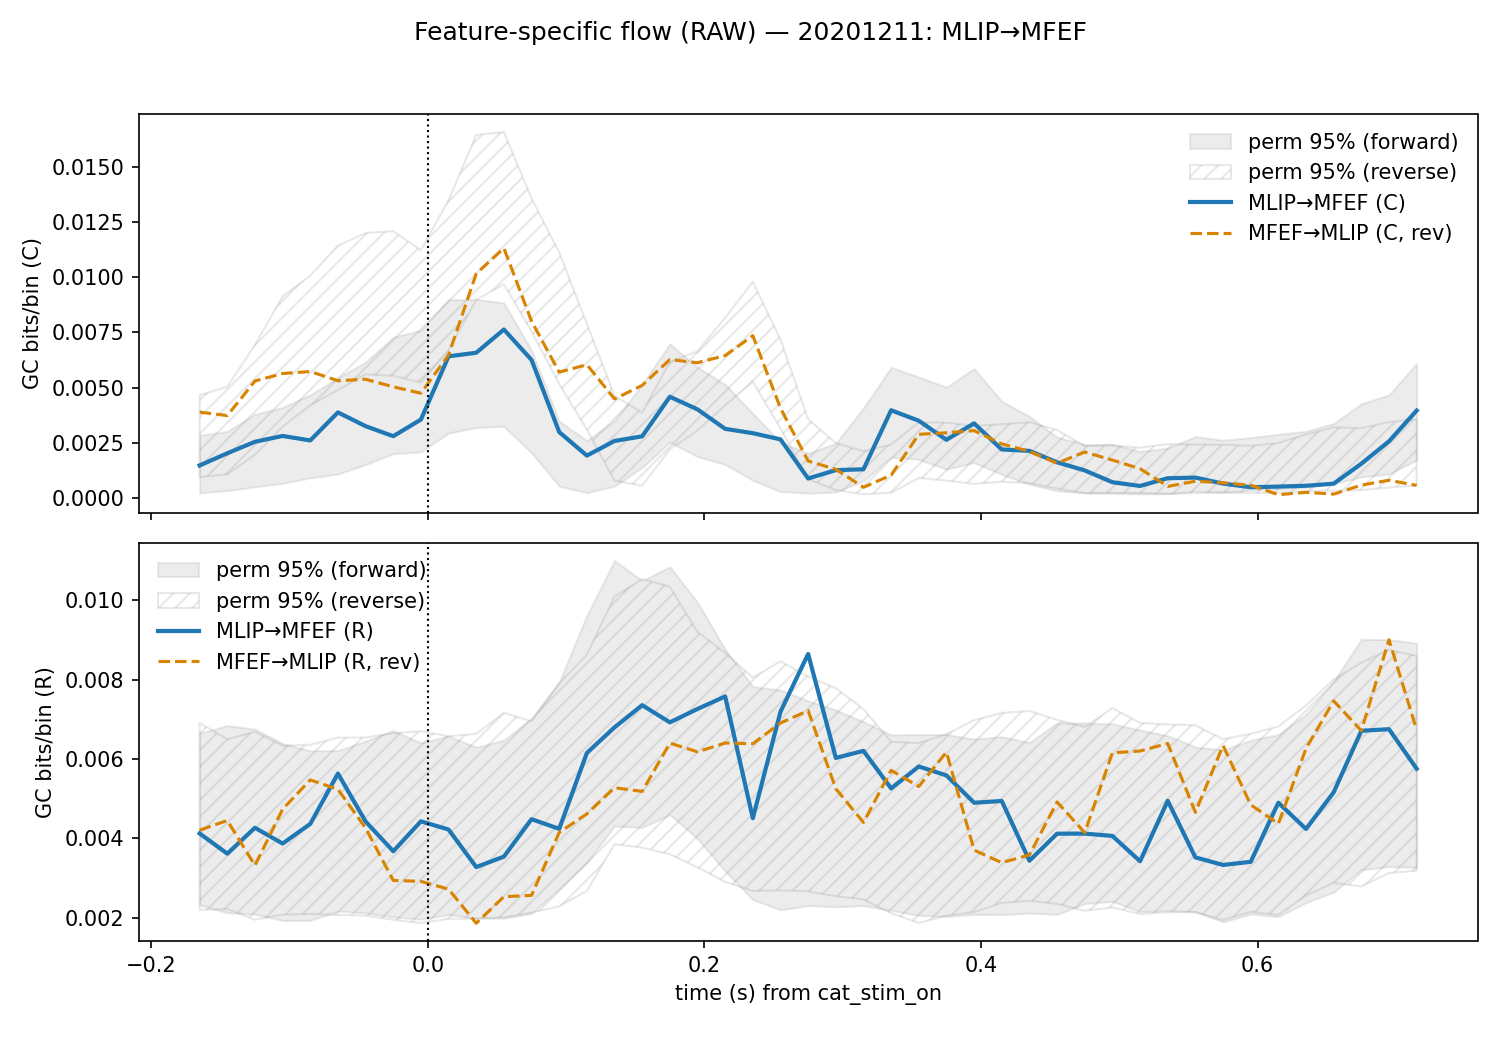 Feature-specific flow (RAW) — 20201211: MLIP→MFEF
GC bits/bin (C)
0.0150
0.0125
0.0100
0.0075
0.0050
0.0025
0.0000
perm 95% (forward)
perm 95% (reverse)
MLIP→MFEF (C)
MFEF→MLIP (C, rev)
GC bits/bin (R)
0.010
0.008
0.006
0.004
0.002
perm 95% (forward)
perm 95% (reverse)
MLIP→MFEF (R)
MFEF→MLIP (R, rev)
−0.2 0.0 0.2 0.4 0.6
time (s) from cat_stim_on